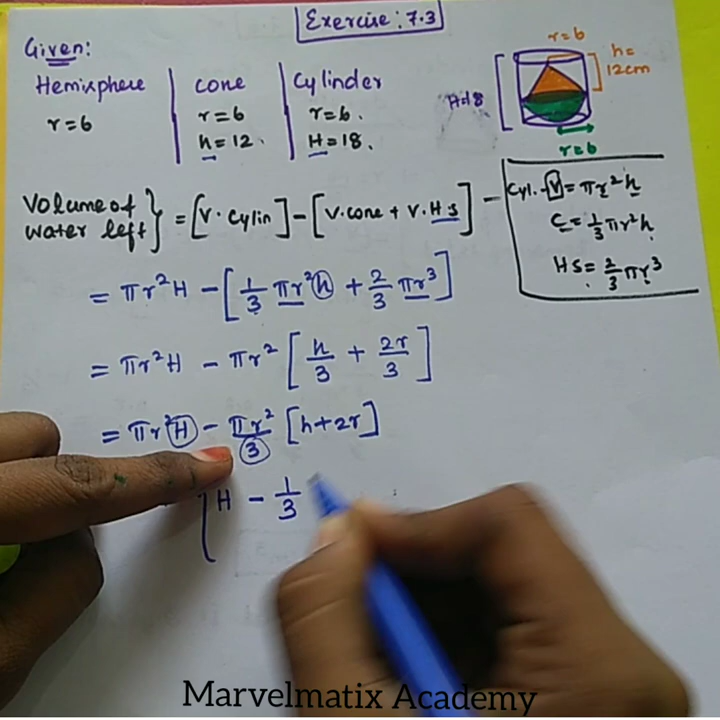 Exercise: 7.3
Given:
Hemisphere | cone | Cylinder
r=6 | r=6 | r=6.
h=12. | H=18.
r=6
h=
12cm
H=18
r=6
Volume of
water left} = [V. Cylin] - [V.cone + V.HS]
Cyl.-V = πr²h
C = 1/3 πr²h
HS = 2/3 πr³
= πr²H - [1/3 πr²h + 2/3 πr³]
= πr²H - πr² [h/3 + 2r/3]
= πr²H - πr²/3 [h+2r]
[H - 1/3
Marvelmatix Academy